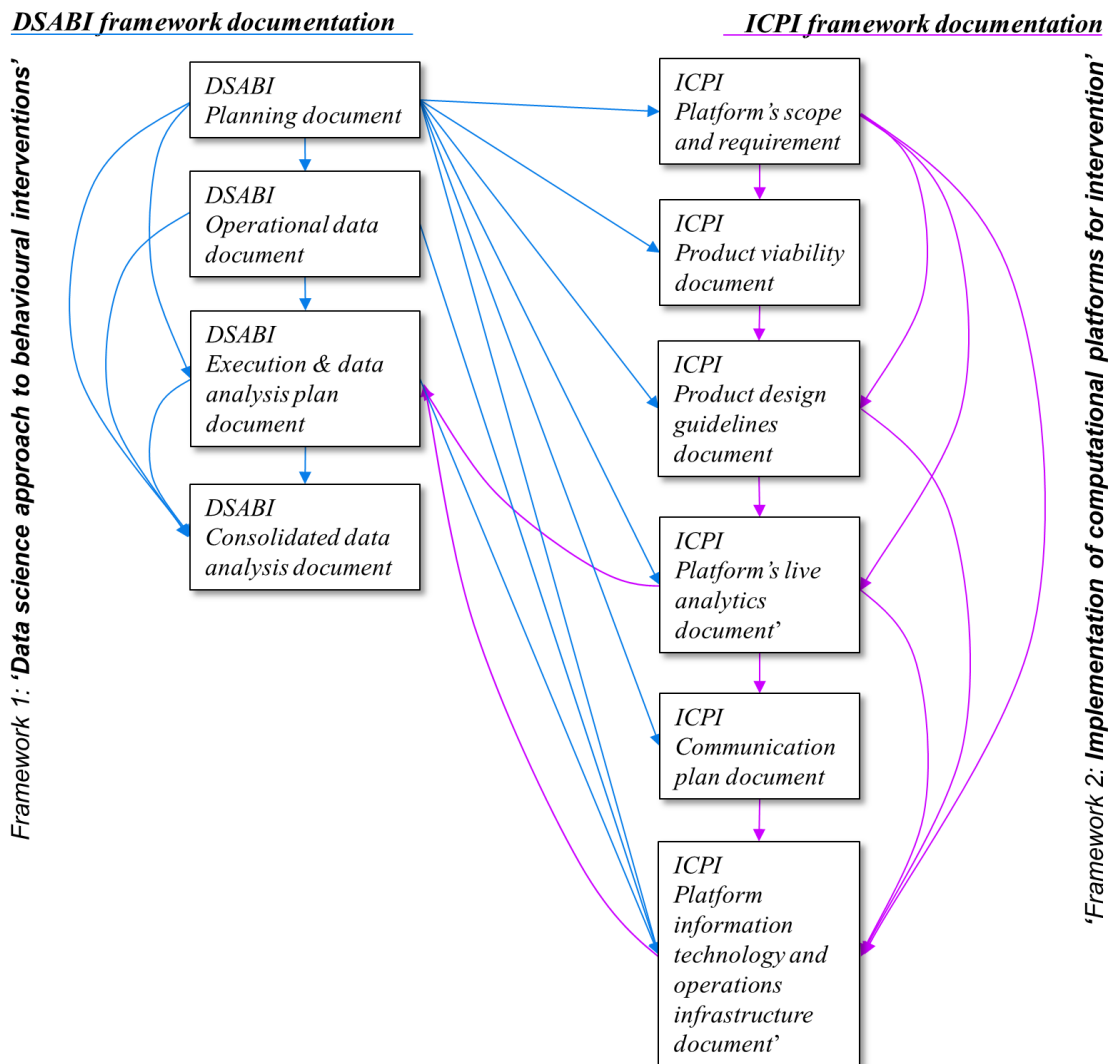 DSABI framework documentation
ICPI framework documentation
Framework 1: ‘Data science approach to behavioural interventions’
DSABI
Planning document
DSABI
Operational data
document
DSABI
Execution & data
analysis plan
document
DSABI
Consolidated data
analysis document
ICPI
Platform’s scope
and requirement
ICPI
Product viability
document
ICPI
Product design
guidelines
document
ICPI
Platform’s live
analytics
document’
ICPI
Communication
plan document
ICPI
Platform
information
technology and
operations
infrastructure
document’
‘Framework 2: Implementation of computational platforms for intervention’